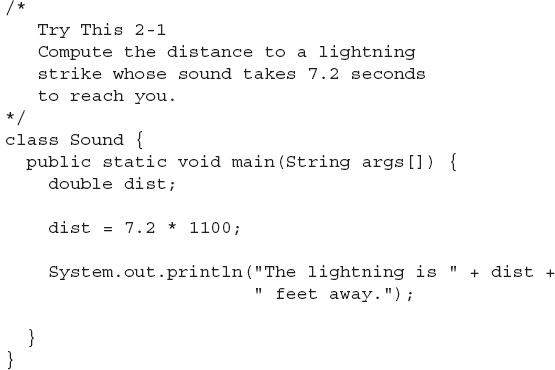 /*
   Try This 2-1
   Compute the distance to a lightning
   strike whose sound takes 7.2 seconds
   to reach you.
*/
class Sound {
  public static void main(String args[]) {
    double dist;

    dist = 7.2 * 1100;

    System.out.println("The lightning is " + dist +
                       " feet away.");

  }
}